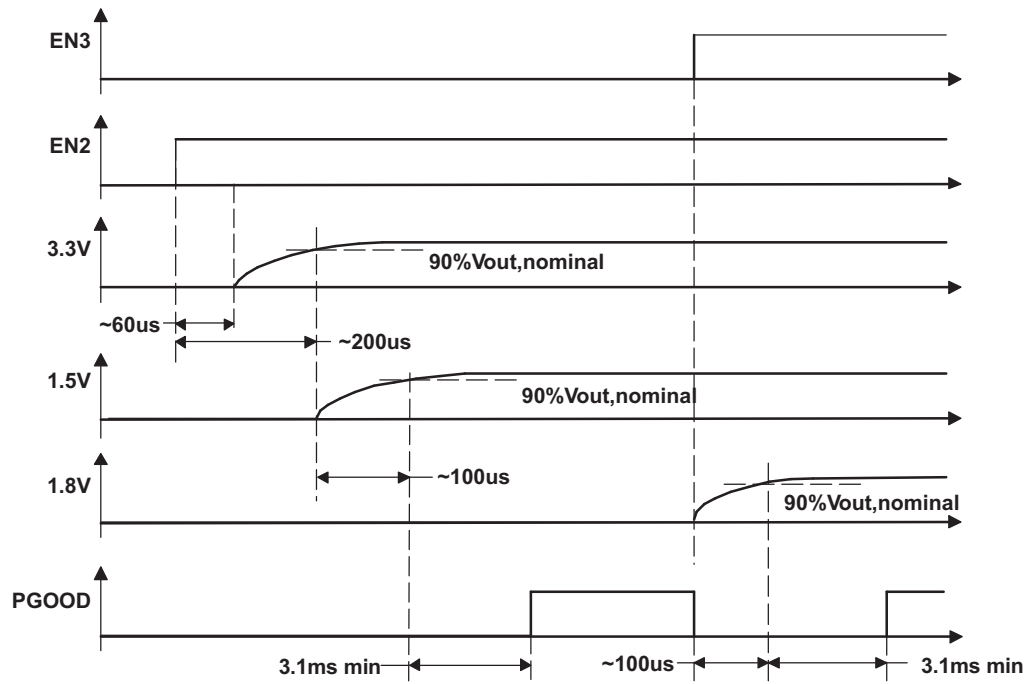 EN3
EN2
3.3V
90%Vout,nominal
~60us
~200us
1.5V
90%Vout,nominal
~100us
1.8V
90%Vout,nominal
PGOOD
3.1ms min
~100us
3.1ms min